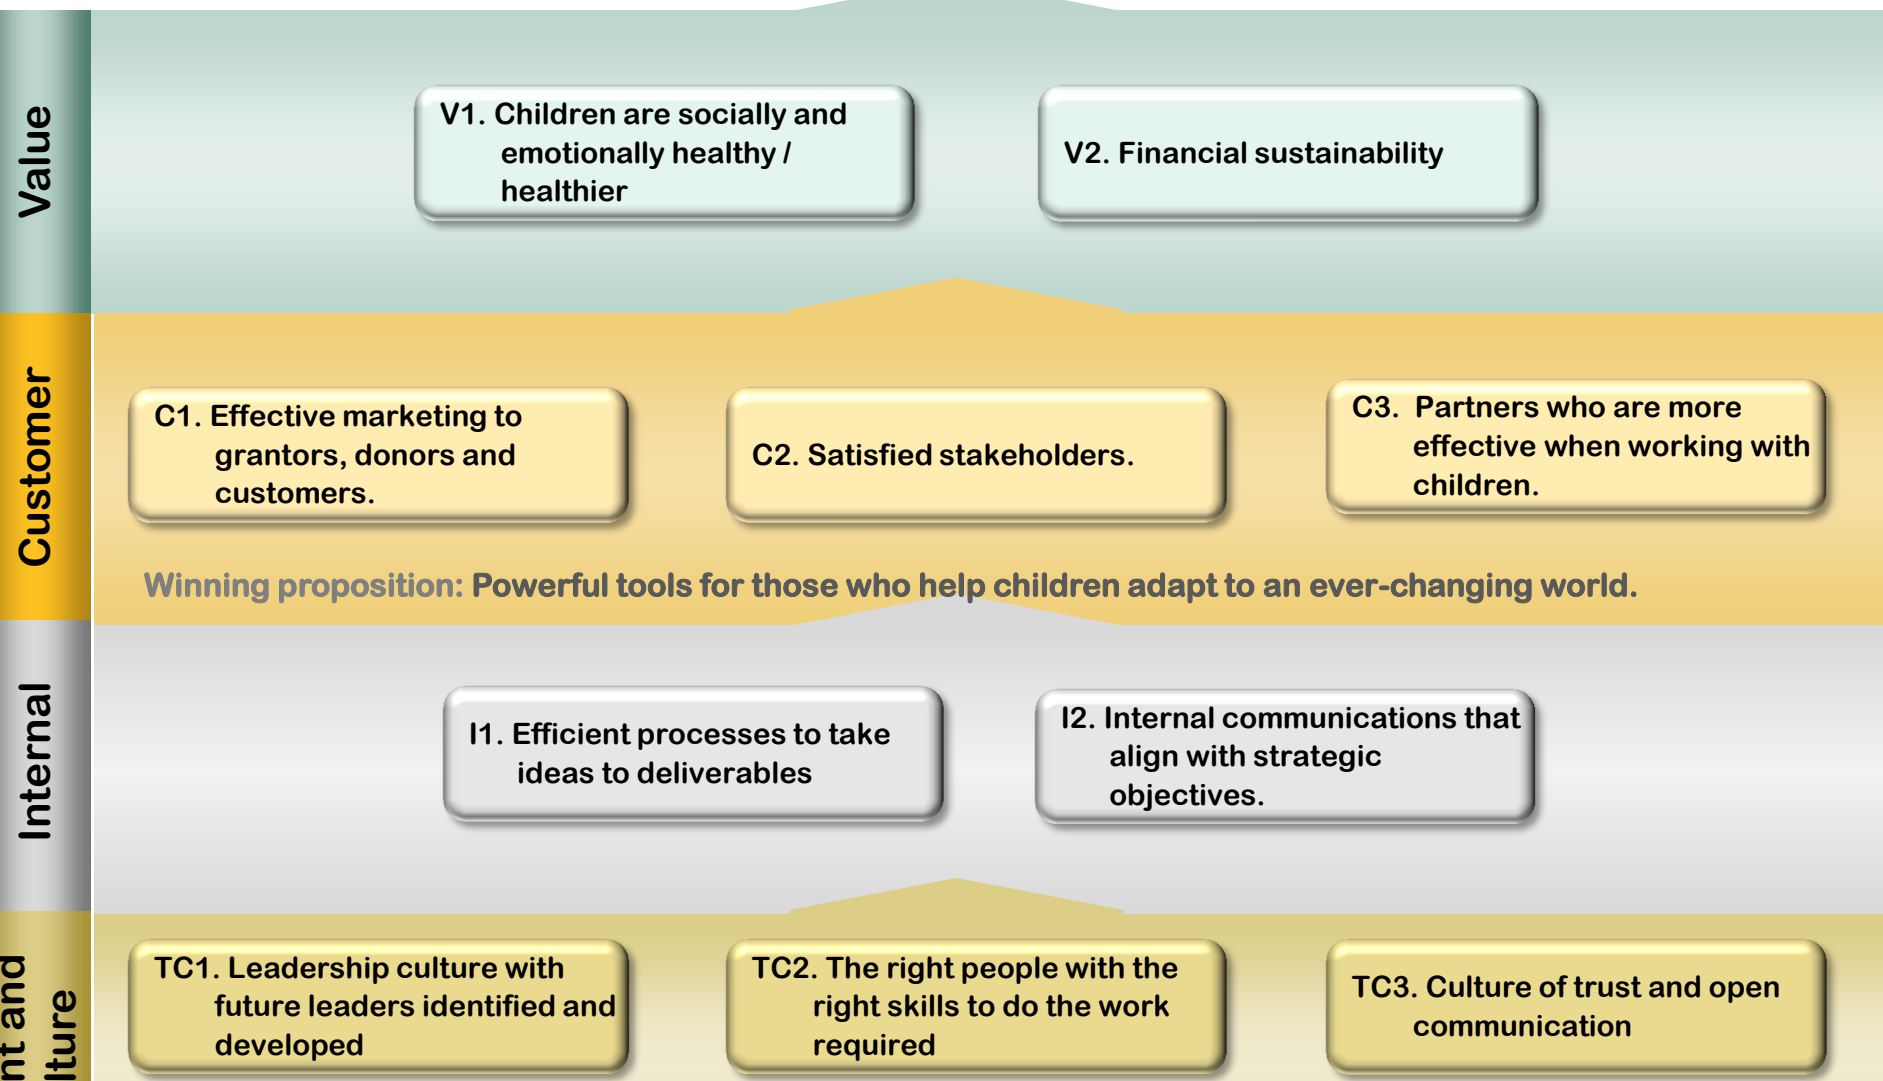 Value
V1. Children are socially and
emotionally healthy /
healthier
V2. Financial sustainability
Customer
C1. Effective marketing to
grantors, donors and
customers.
C2. Satisfied stakeholders.
C3. Partners who are more
effective when working with
children.
Winning proposition: Powerful tools for those who help children adapt to an ever-changing world.
Internal
I1. Efficient processes to take
ideas to deliverables
I2. Internal communications that
align with strategic
objectives.
nt and
lture
TC1. Leadership culture with
future leaders identified and
developed
TC2. The right people with the
right skills to do the work
required
TC3. Culture of trust and open
communication